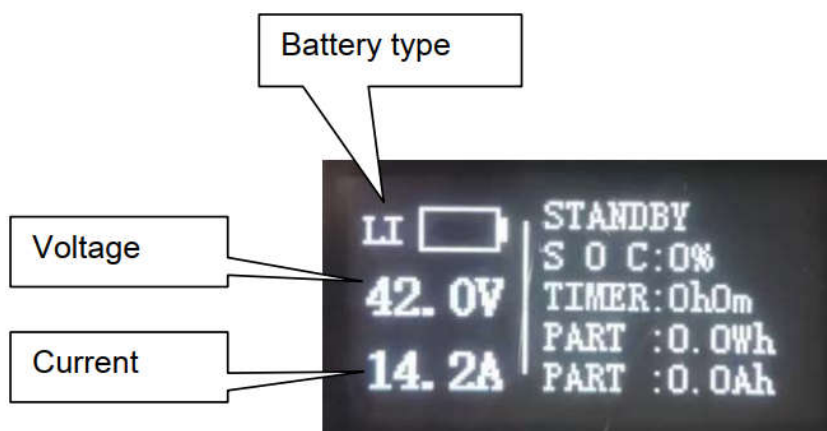 Battery type
Voltage
Current
LI
42.0V
14.2A
STANDBY
S O C:0%
TIMER:0h0m
PART :0.0Wh
PART :0.0Ah